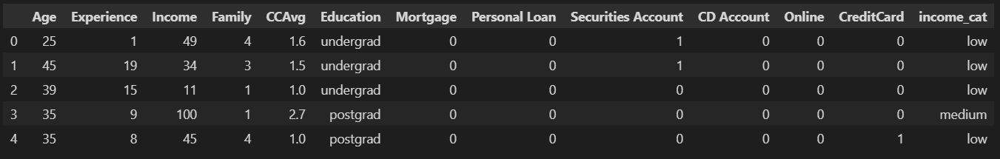 Age Experience Income Family CCAvg Education Mortgage Personal Loan Securities Account CD Account Online CreditCard income_cat
0 25 1 49 4 1.6 undergrad 0 0 1 0 0 0 low
1 45 19 34 3 1.5 undergrad 0 0 1 0 0 0 low
2 39 15 11 1 1.0 undergrad 0 0 0 0 0 0 low
3 35 9 100 1 2.7 postgrad 0 0 0 0 0 0 medium
4 35 8 45 4 1.0 postgrad 0 0 0 0 0 1 low